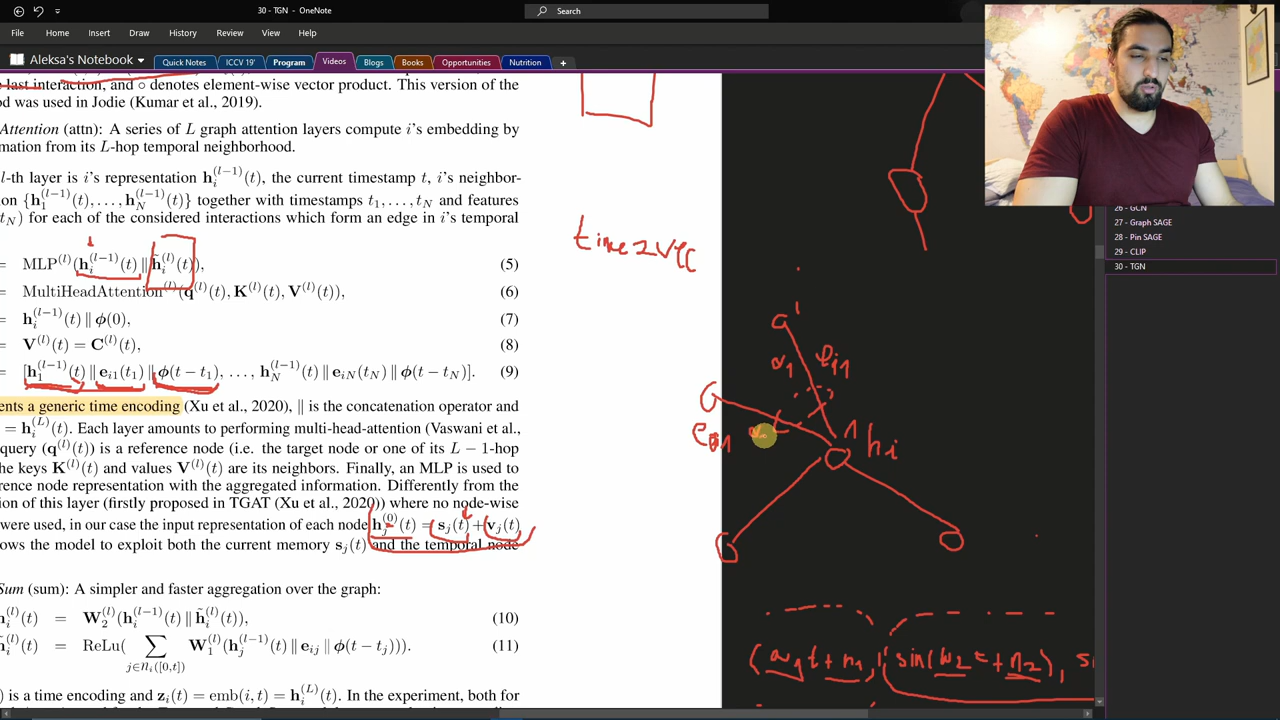 30 - TGN - OneNote
Search
File Home Insert Draw History Review View Help
Aleksa's Notebook Quick Notes ICCV 19' Program Videos Blogs Books Opportunities Nutrition +
last interaction, and ∘ denotes element-wise vector product. This version of the
od was used in Jodie (Kumar et al., 2019).
Attention (attn): A series of L graph attention layers compute i's embedding by
mation from its L-hop temporal neighborhood.
l-th layer is i's representation h_i^{(l−1)}(t), the current timestamp t, i's neighbor-
ion {h_1^{(l−1)}(t), . . . , h_N^{(l−1)}(t)} together with timestamps t_1, . . . , t_N and features
t_N) for each of the considered interactions which form an edge in i's temporal
= MLP^{(l)}(h_i^{(l−1)}(t) ‖ h̃_i^{(l)}(t)), (5)
= MultiHeadAttention^{(l)}(q^{(l)}(t), K^{(l)}(t), V^{(l)}(t)), (6)
= h_i^{(l−1)}(t) ‖ ϕ(0), (7)
= V^{(l)}(t) = C^{(l)}(t), (8)
= [h_1^{(l−1)}(t) ‖ e_{i1}(t_1) ‖ ϕ(t − t_1), . . . , h_N^{(l−1)}(t) ‖ e_{iN}(t_N) ‖ ϕ(t − t_N)]. (9)
ents a generic time encoding (Xu et al., 2020), ‖ is the concatenation operator and
= h_i^{(L)}(t). Each layer amounts to performing multi-head-attention (Vaswani et al.,
query (q^{(l)}(t)) is a reference node (i.e. the target node or one of its L − 1-hop
he keys K^{(l)}(t) and values V^{(l)}(t) are its neighbors. Finally, an MLP is used to
erence node representation with the aggregated information. Differently from the
ion of this layer (firstly proposed in TGAT (Xu et al., 2020)) where no node-wise
were used, in our case the input representation of each node h_j^{(0)}(t) = s_j(t) + v_j(t)
ows the model to exploit both the current memory s_j(t) and the temporal node
Sum (sum): A simpler and faster aggregation over the graph:
h_i^{(l)}(t) = W_2^{(l)}(h_i^{(l−1)}(t) ‖ h̃_i^{(l)}(t)), (10)
h̃_i^{(l)}(t) = ReLu( ∑_{j∈n_i([0,t])} W_1^{(l)}(h_j^{(l−1)}(t) ‖ e_{ij} ‖ ϕ(t − t_j))). (11)
) is a time encoding and z_i(t) = emb(i, t) = h_i^{(L)}(t). In the experiment, both for
time2vec
α_1 e_{i1}
h_i
sin(w_2 t + n_2), s
26 - GCN
27 - Graph SAGE
28 - Pin SAGE
29 - CLIP
30 - TGN